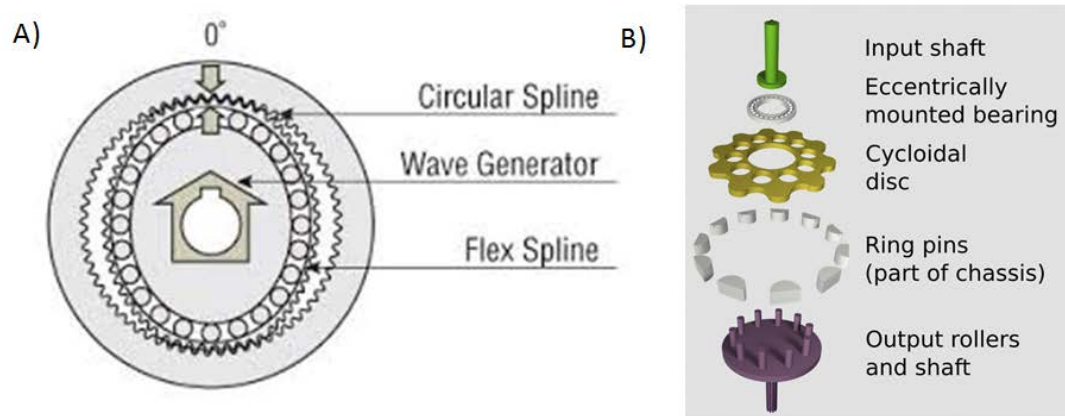 A)
0°
Circular Spline
Wave Generator
Flex Spline
B)
Input shaft
Eccentrically
mounted bearing
Cycloidal
disc
Ring pins
(part of chassis)
Output rollers
and shaft